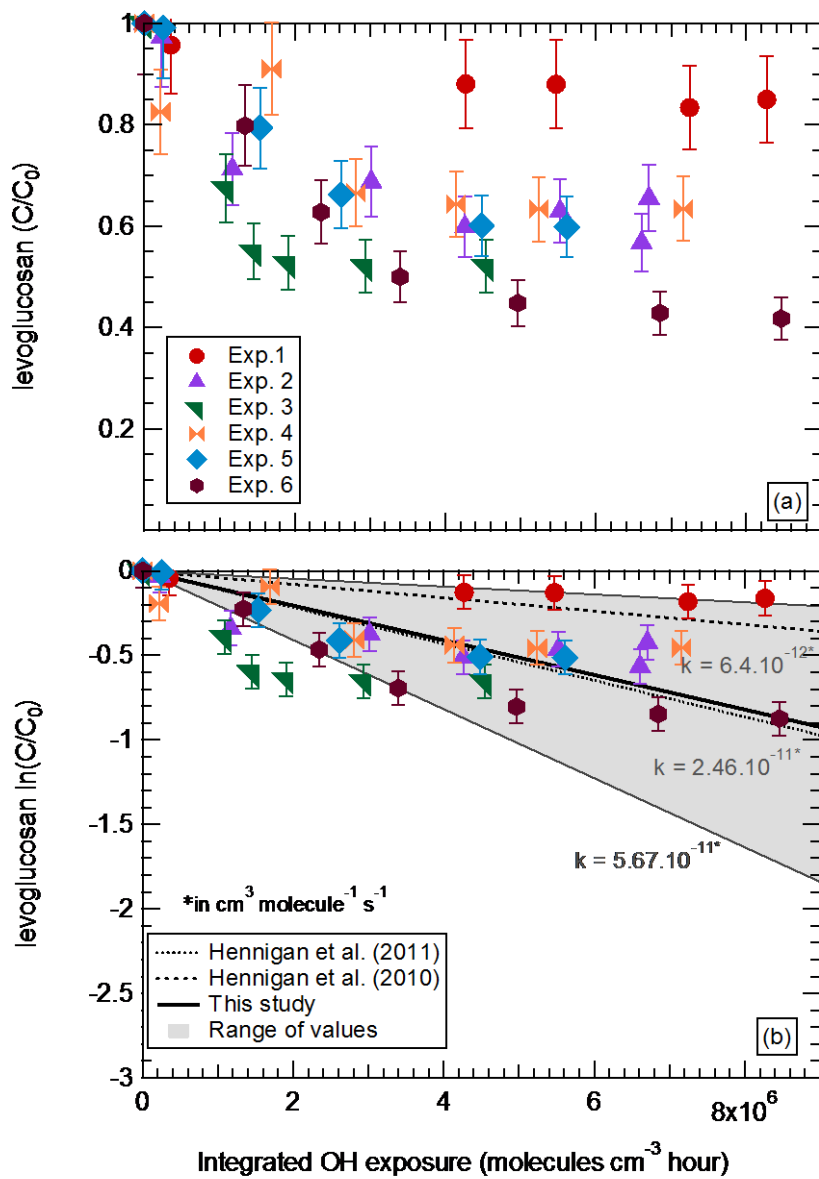 1
0.8
0.6
0.4
0.2
levoglucosan (C/C₀)
Exp.1
Exp. 2
Exp. 3
Exp. 4
Exp. 5
Exp. 6
(a)
0
-0.5
-1
-1.5
-2
-2.5
-3
levoglucosan ln(C/C₀)
k = 6.4.10⁻¹²*
k = 2.46.10⁻¹¹*
k = 5.67.10⁻¹¹*
*in cm³ molecule⁻¹ s⁻¹
Hennigan et al. (2011)
Hennigan et al. (2010)
This study
Range of values
(b)
0 2 4 6 8x10⁶
Integrated OH exposure (molecules cm⁻³ hour)